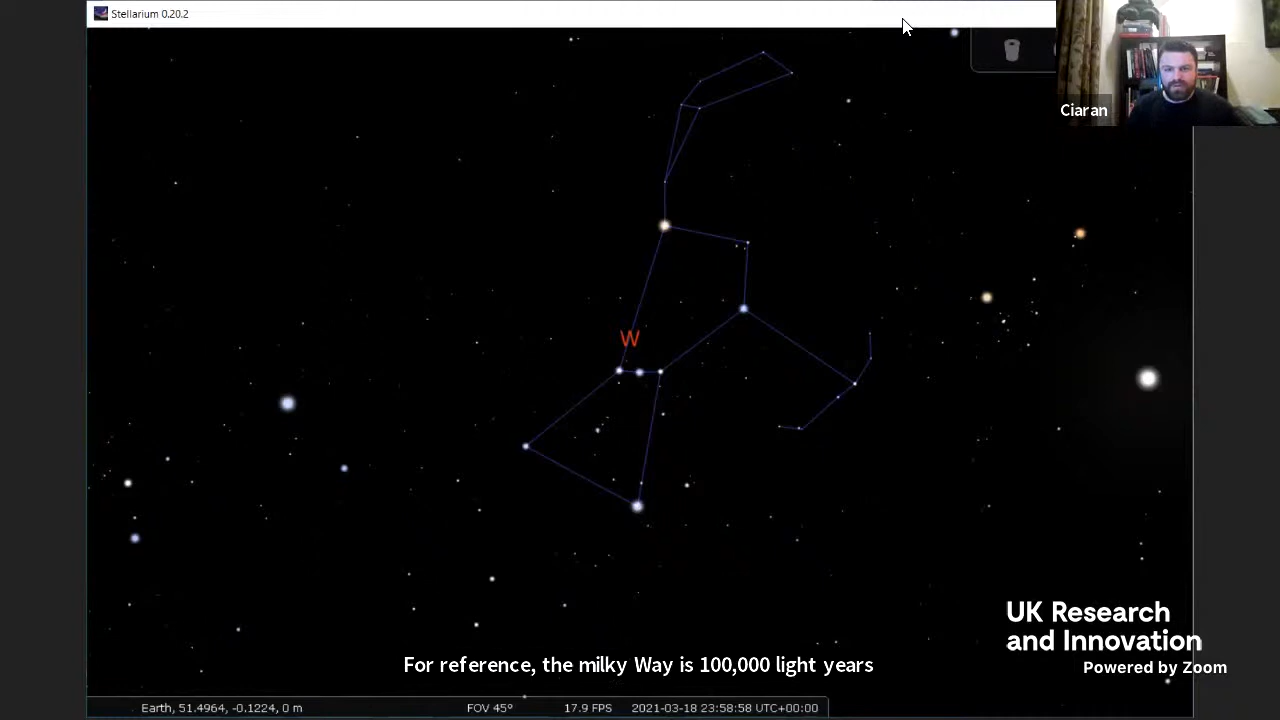 Stellarium 0.20.2
Ciaran
W
UK Research
and Innovation
For reference, the milky Way is 100,000 light years
Powered by Zoom
Earth, 51.4964, -0.1224, 0 m FOV 45° 17.9 FPS 2021-03-18 23:58:58 UTC+00:00